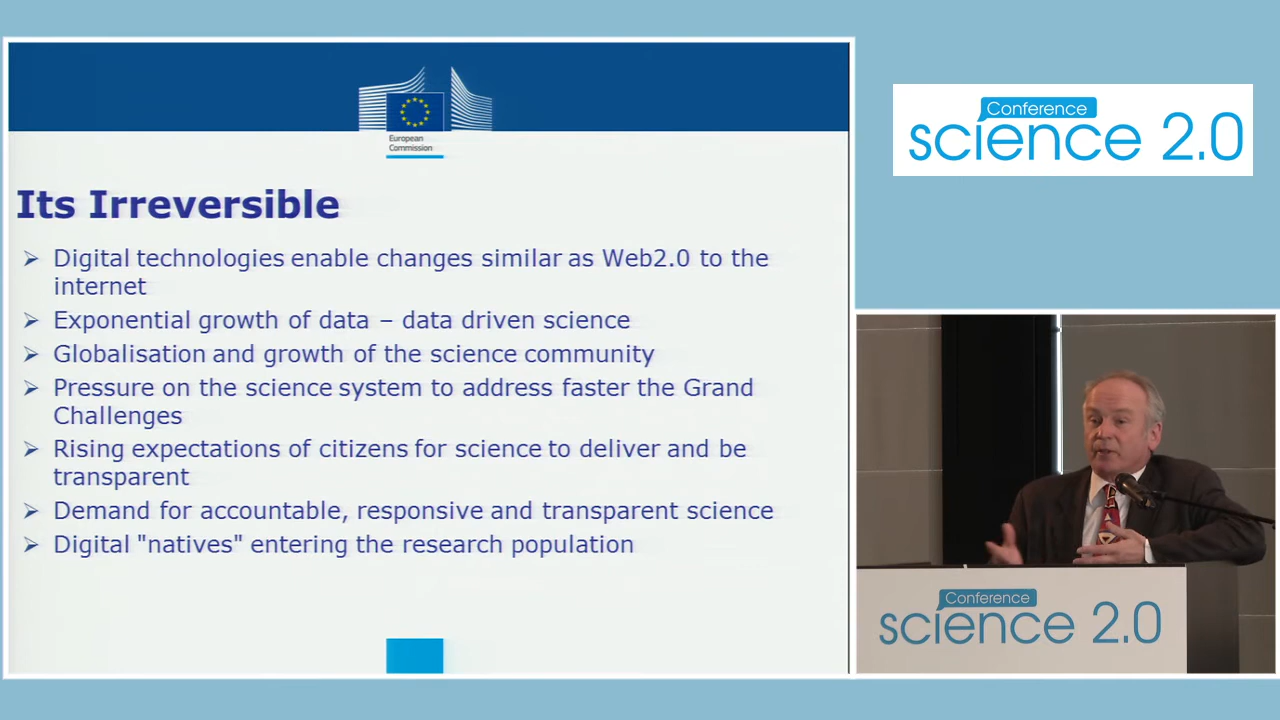 European
Commission
Its Irreversible
Digital technologies enable changes similar as Web2.0 to the
internet
Exponential growth of data – data driven science
Globalisation and growth of the science community
Pressure on the science system to address faster the Grand
Challenges
Rising expectations of citizens for science to deliver and be
transparent
Demand for accountable, responsive and transparent science
Digital "natives" entering the research population
Conference
science 2.0
Conference
science 2.0